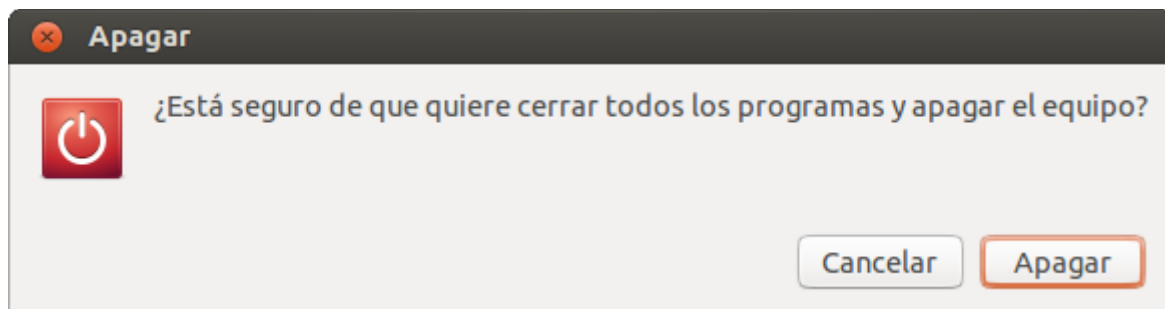 Apagar
¿Está seguro de que quiere cerrar todos los programas y apagar el equipo?
Cancelar Apagar